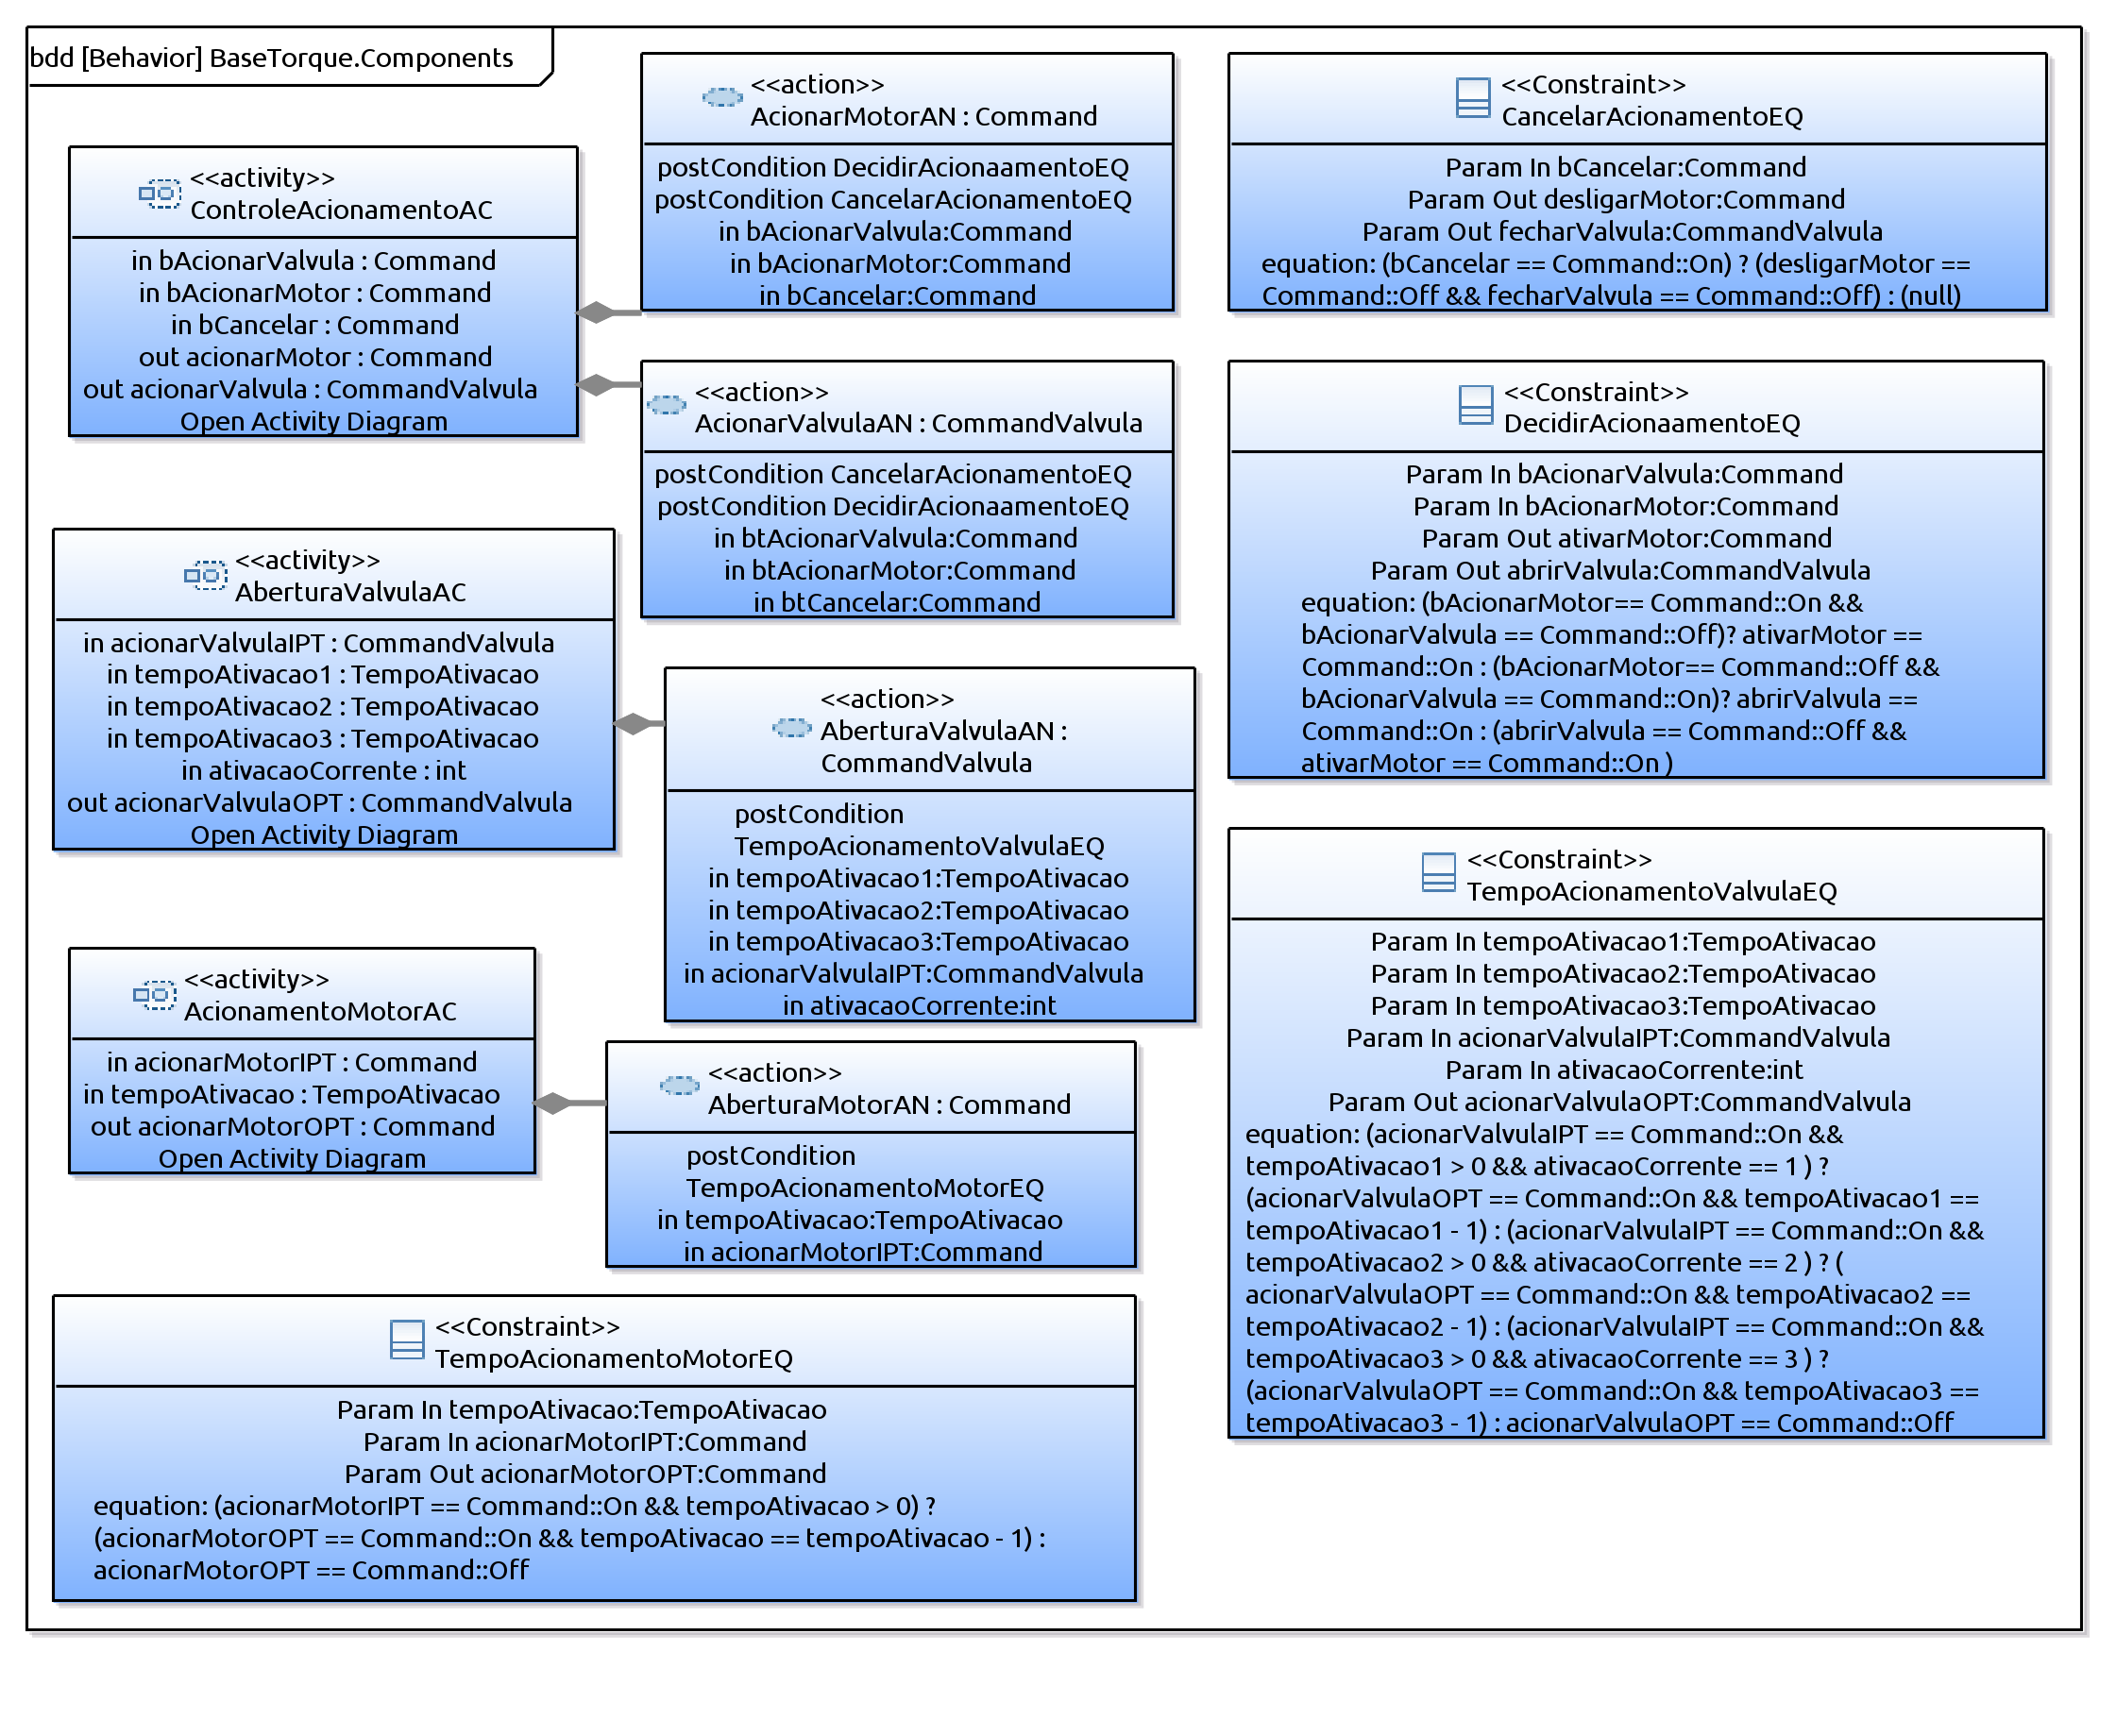 bdd [Behavior] BaseTorque.Components
<<activity>>
ControleAcionamentoAC
in bAcionarValvula : Command
in bAcionarMotor : Command
in bCancelar : Command
out acionarMotor : Command
out acionarValvula : CommandValvula
Open Activity Diagram
<<action>>
AcionarMotorAN : Command
postCondition DecidirAcionaamentoEQ
postCondition CancelarAcionamentoEQ
in bAcionarValvula:Command
in bAcionarMotor:Command
in bCancelar:Command
<<Constraint>>
CancelarAcionamentoEQ
Param In bCancelar:Command
Param Out desligarMotor:Command
Param Out fecharValvula:CommandValvula
equation: (bCancelar == Command::On) ? (desligarMotor ==
Command::Off && fecharValvula == Command::Off) : (null)
<<action>>
AcionarValvulaAN : CommandValvula
postCondition CancelarAcionamentoEQ
postCondition DecidirAcionaamentoEQ
in btAcionarValvula:Command
in btAcionarMotor:Command
in btCancelar:Command
<<Constraint>>
DecidirAcionaamentoEQ
Param In bAcionarValvula:Command
Param In bAcionarMotor:Command
Param Out ativarMotor:Command
Param Out abrirValvula:CommandValvula
equation: (bAcionarMotor== Command::On &&
bAcionarValvula == Command::Off)? ativarMotor ==
Command::On : (bAcionarMotor== Command::Off &&
bAcionarValvula == Command::On)? abrirValvula ==
Command::On : (abrirValvula == Command::Off &&
ativarMotor == Command::On )
<<activity>>
AberturaValvulaAC
in acionarValvulaIPT : CommandValvula
in tempoAtivacao1 : TempoAtivacao
in tempoAtivacao2 : TempoAtivacao
in tempoAtivacao3 : TempoAtivacao
in ativacaoCorrente : int
out acionarValvulaOPT : CommandValvula
Open Activity Diagram
<<action>>
AberturaValvulaAN :
CommandValvula
postCondition
TempoAcionamentoValvulaEQ
in tempoAtivacao1:TempoAtivacao
in tempoAtivacao2:TempoAtivacao
in tempoAtivacao3:TempoAtivacao
in acionarValvulaIPT:CommandValvula
in ativacaoCorrente:int
<<Constraint>>
TempoAcionamentoValvulaEQ
Param In tempoAtivacao1:TempoAtivacao
Param In tempoAtivacao2:TempoAtivacao
Param In tempoAtivacao3:TempoAtivacao
Param In acionarValvulaIPT:CommandValvula
Param In ativacaoCorrente:int
Param Out acionarValvulaOPT:CommandValvula
equation: (acionarValvulaIPT == Command::On &&
tempoAtivacao1 > 0 && ativacaoCorrente == 1 ) ?
(acionarValvulaOPT == Command::On && tempoAtivacao1 ==
tempoAtivacao1 - 1) : (acionarValvulaIPT == Command::On &&
tempoAtivacao2 > 0 && ativacaoCorrente == 2 ) ? (
acionarValvulaOPT == Command::On && tempoAtivacao2 ==
tempoAtivacao2 - 1) : (acionarValvulaIPT == Command::On &&
tempoAtivacao3 > 0 && ativacaoCorrente == 3 ) ?
(acionarValvulaOPT == Command::On && tempoAtivacao3 ==
tempoAtivacao3 - 1) : acionarValvulaOPT == Command::Off
<<activity>>
AcionamentoMotorAC
in acionarMotorIPT : Command
in tempoAtivacao : TempoAtivacao
out acionarMotorOPT : Command
Open Activity Diagram
<<action>>
AberturaMotorAN : Command
postCondition
TempoAcionamentoMotorEQ
in tempoAtivacao:TempoAtivacao
in acionarMotorIPT:Command
<<Constraint>>
TempoAcionamentoMotorEQ
Param In tempoAtivacao:TempoAtivacao
Param In acionarMotorIPT:Command
Param Out acionarMotorOPT:Command
equation: (acionarMotorIPT == Command::On && tempoAtivacao > 0) ?
(acionarMotorOPT == Command::On && tempoAtivacao == tempoAtivacao - 1) :
acionarMotorOPT == Command::Off